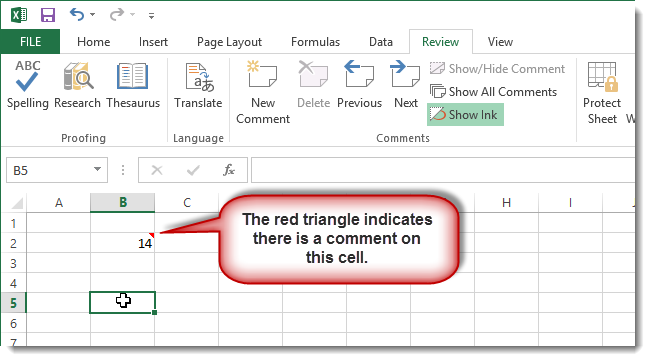 FILE Home Insert Page Layout Formulas Data Review View
ABC
Spelling Research Thesaurus
Proofing
Translate
Language
New Comment
Delete Previous Next
Show/Hide Comment
Show All Comments
Show Ink
Comments
Protect Sheet
W
B5 fx
A B C H I J
1
The red triangle indicates
there is a comment on
this cell.
2 14
3
4
5
6
7